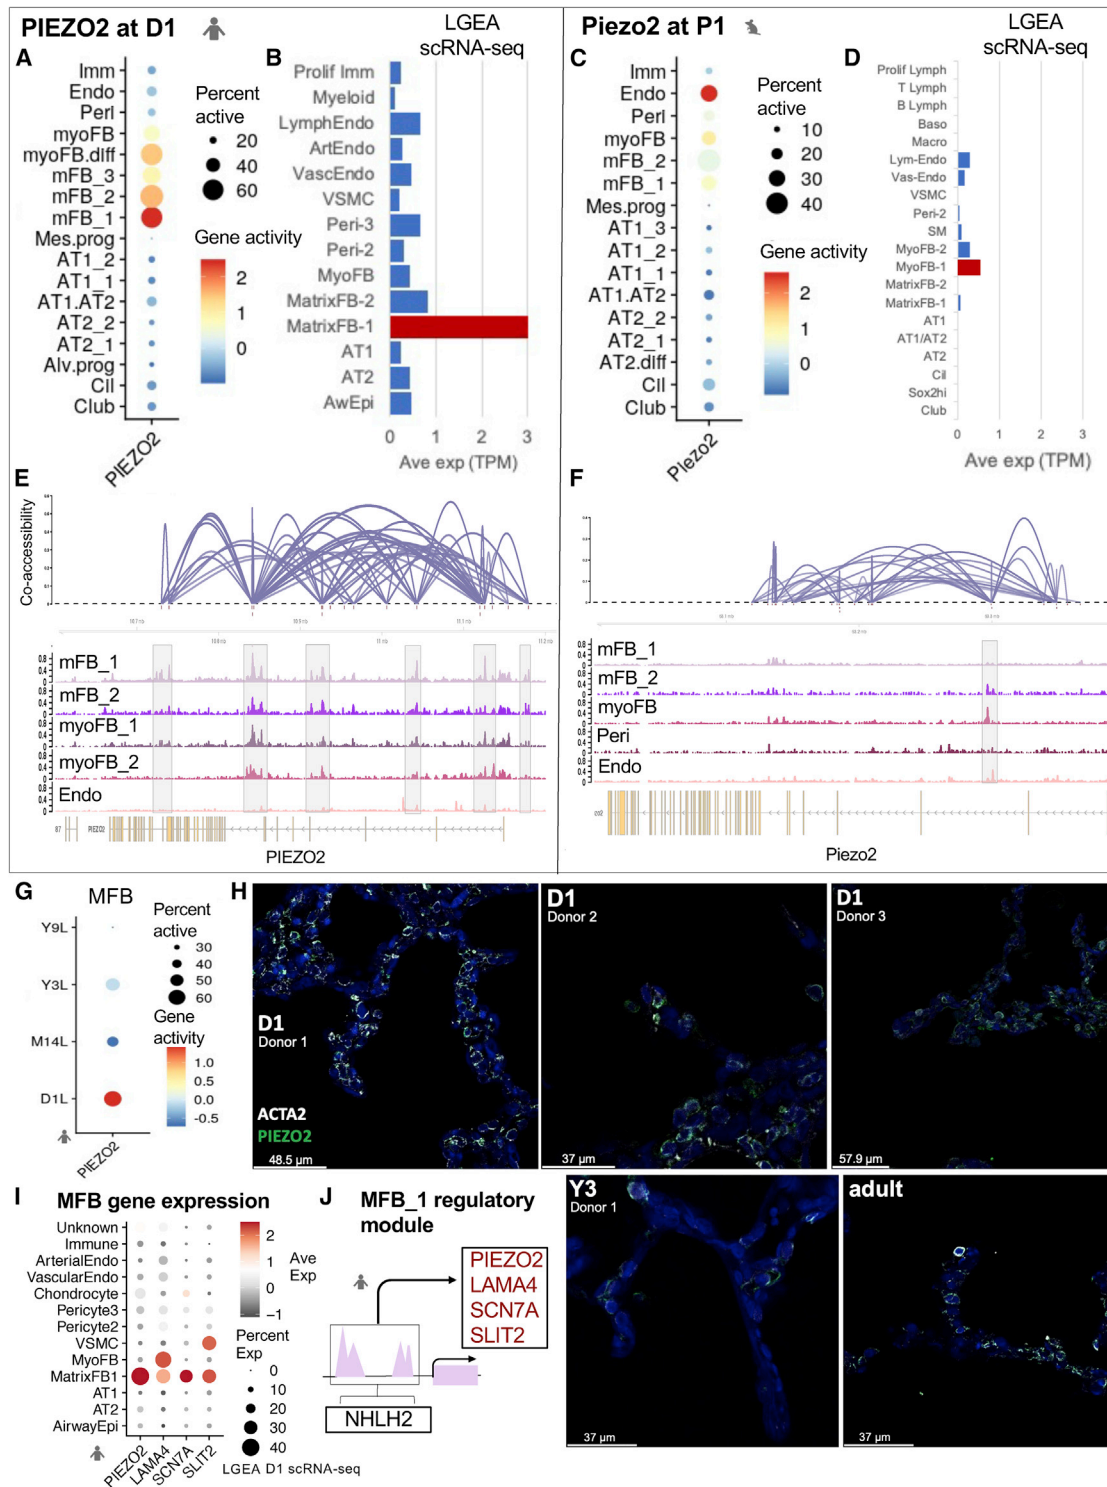 PIEZO2 at D1
A
Imm
Endo
Peri
myoFB
myoFB.diff
mFB_3
mFB_2
mFB_1
Mes.prog
AT1_2
AT1_1
AT1.AT2
AT2_2
AT2_1
Alv.prog
Cil
Club
PIEZO2
Percent
active
20
40
60
Gene activity
2
1
0
B
LGEA
scRNA-seq
Prolif Imm
Myeloid
LymphEndo
ArtEndo
VascEndo
VSMC
Peri-3
Peri-2
MyoFB
MatrixFB-2
MatrixFB-1
AT1
AT2
AwEpi
0 1 2 3
Ave exp (TPM)
Piezo2 at P1
C
Imm
Endo
Peri
myoFB
mFB_2
mFB_1
Mes.prog
AT1_3
AT1_2
AT1_1
AT1.AT2
AT2_2
AT2_1
AT2.diff
Cil
Club
Piezo2
Percent
active
10
20
30
40
Gene activity
2
1
0
D
LGEA
scRNA-seq
Prolif Lymph
T Lymph
B Lymph
Baso
Macro
Lym-Endo
Vas-Endo
VSMC
Peri-2
SM
MyoFB-2
MyoFB-1
MatrixFB-2
MatrixFB-1
AT1
AT1/AT2
AT2
Cil
Sox2hi
Club
0 1 2 3
Ave exp (TPM)
E
Co-accessibility
mFB_1
mFB_2
myoFB_1
myoFB_2
Endo
PIEZO2
PIEZO2
F
mFB_1
mFB_2
myoFB
Peri
Endo
Piezo2
G
MFB
Y9L
Y3L
M14L
D1L
PIEZO2
Percent
active
30
40
50
60
Gene
activity
1.0
0.5
0.0
-0.5
H
D1
Donor 1
ACTA2
PIEZO2
48.5 µm
D1
Donor 2
37 µm
D1
Donor 3
57.9 µm
Y3
Donor 1
37 µm
adult
37 µm
I
MFB gene expression
Unknown
Immune
ArterialEndo
VascularEndo
Chondrocyte
Pericyte3
Pericyte2
VSMC
MyoFB
MatrixFB1
AT1
AT2
AirwayEpi
PIEZO2
LAMA4
SCN7A
SLIT2
2
1
0
−1
Ave
Exp
Percent
Exp
0
10
20
30
40
LGEA D1 scRNA-seq
J
MFB_1 regulatory
module
PIEZO2
LAMA4
SCN7A
SLIT2
NHLH2